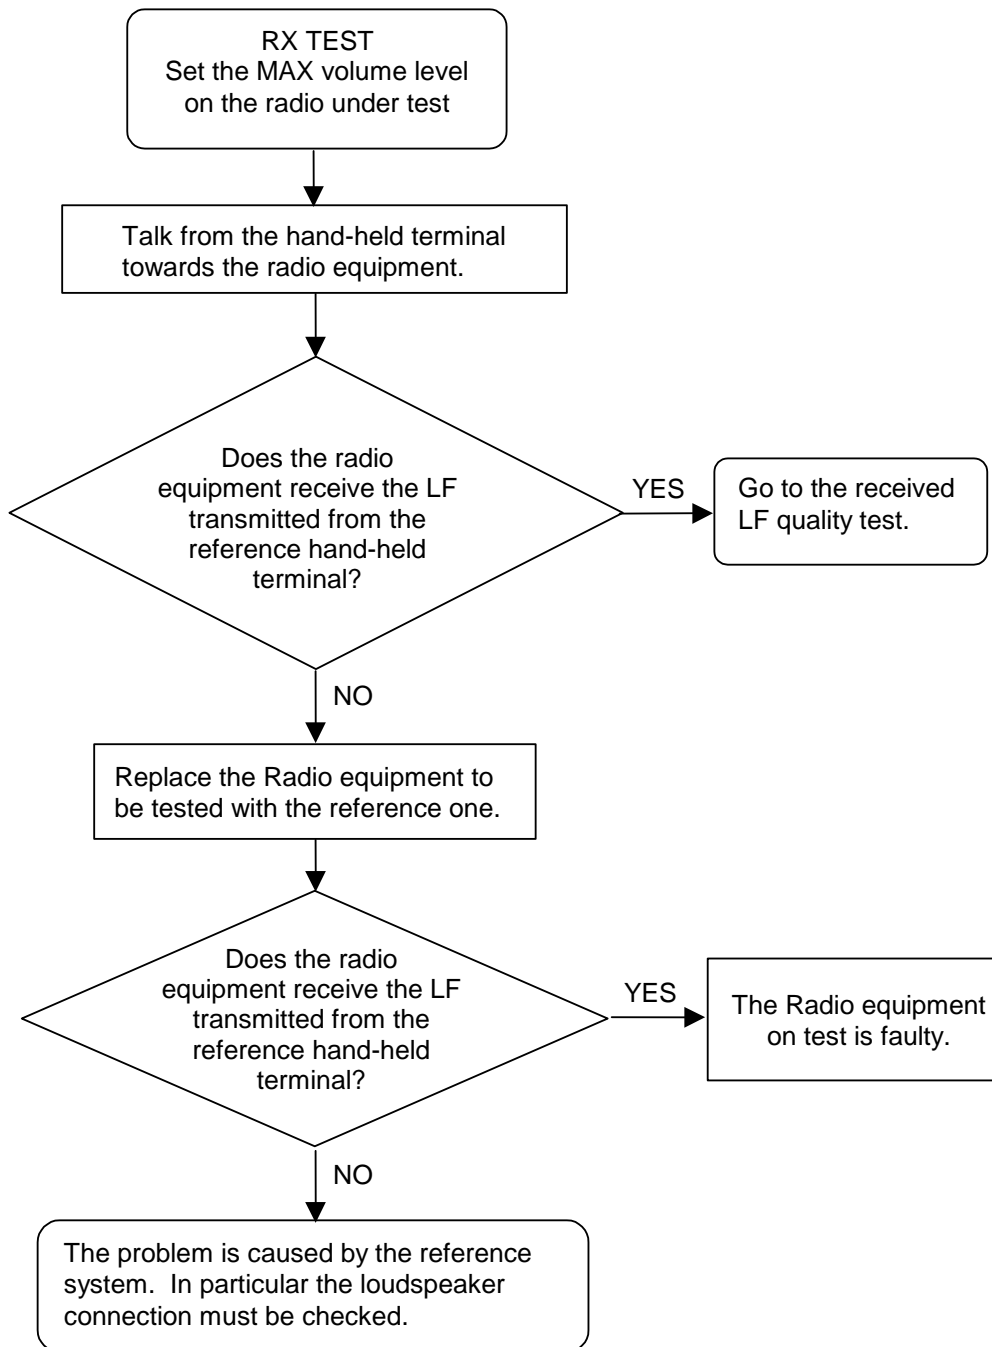 RX TEST
Set the MAX volume level
on the radio under test
Talk from the hand-held terminal
towards the radio equipment.
Does the radio
equipment receive the LF
transmitted from the
reference hand-held
terminal?
YES
Go to the received
LF quality test.
NO
Replace the Radio equipment to
be tested with the reference one.
Does the radio
equipment receive the LF
transmitted from the
reference hand-held
terminal?
YES
The Radio equipment
on test is faulty.
NO
The problem is caused by the reference
system.  In particular the loudspeaker
connection must be checked.